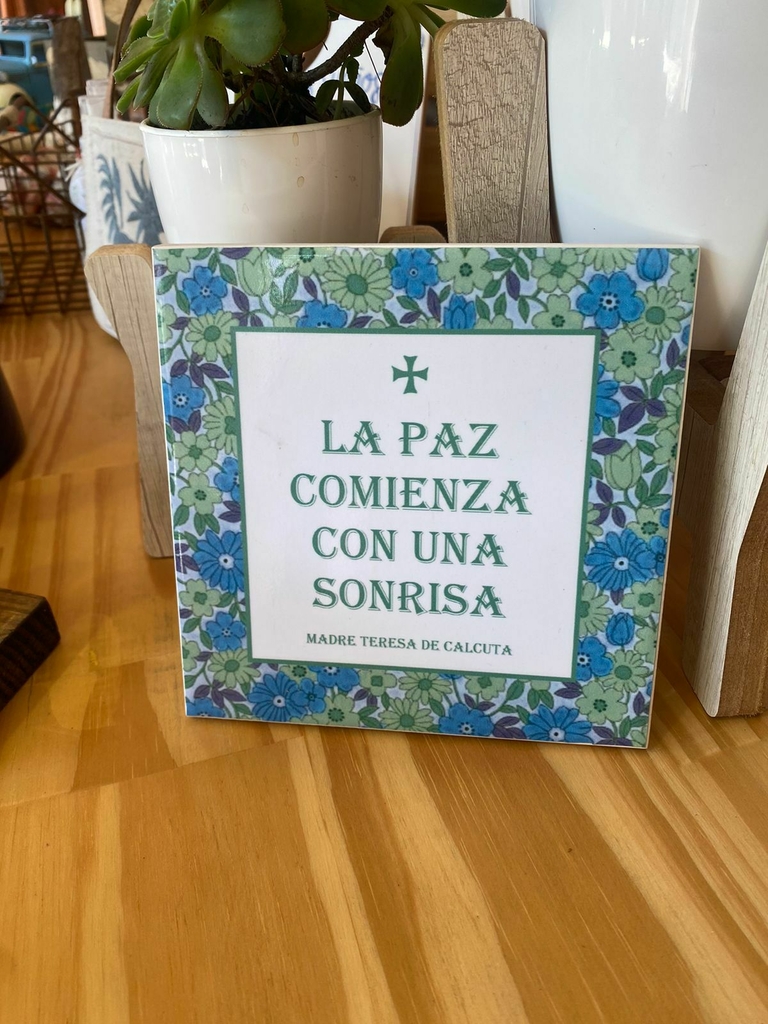 LA PAZ
COMIENZA
CON UNA
SONRISA
MADRE TERESA DE CALCUTA